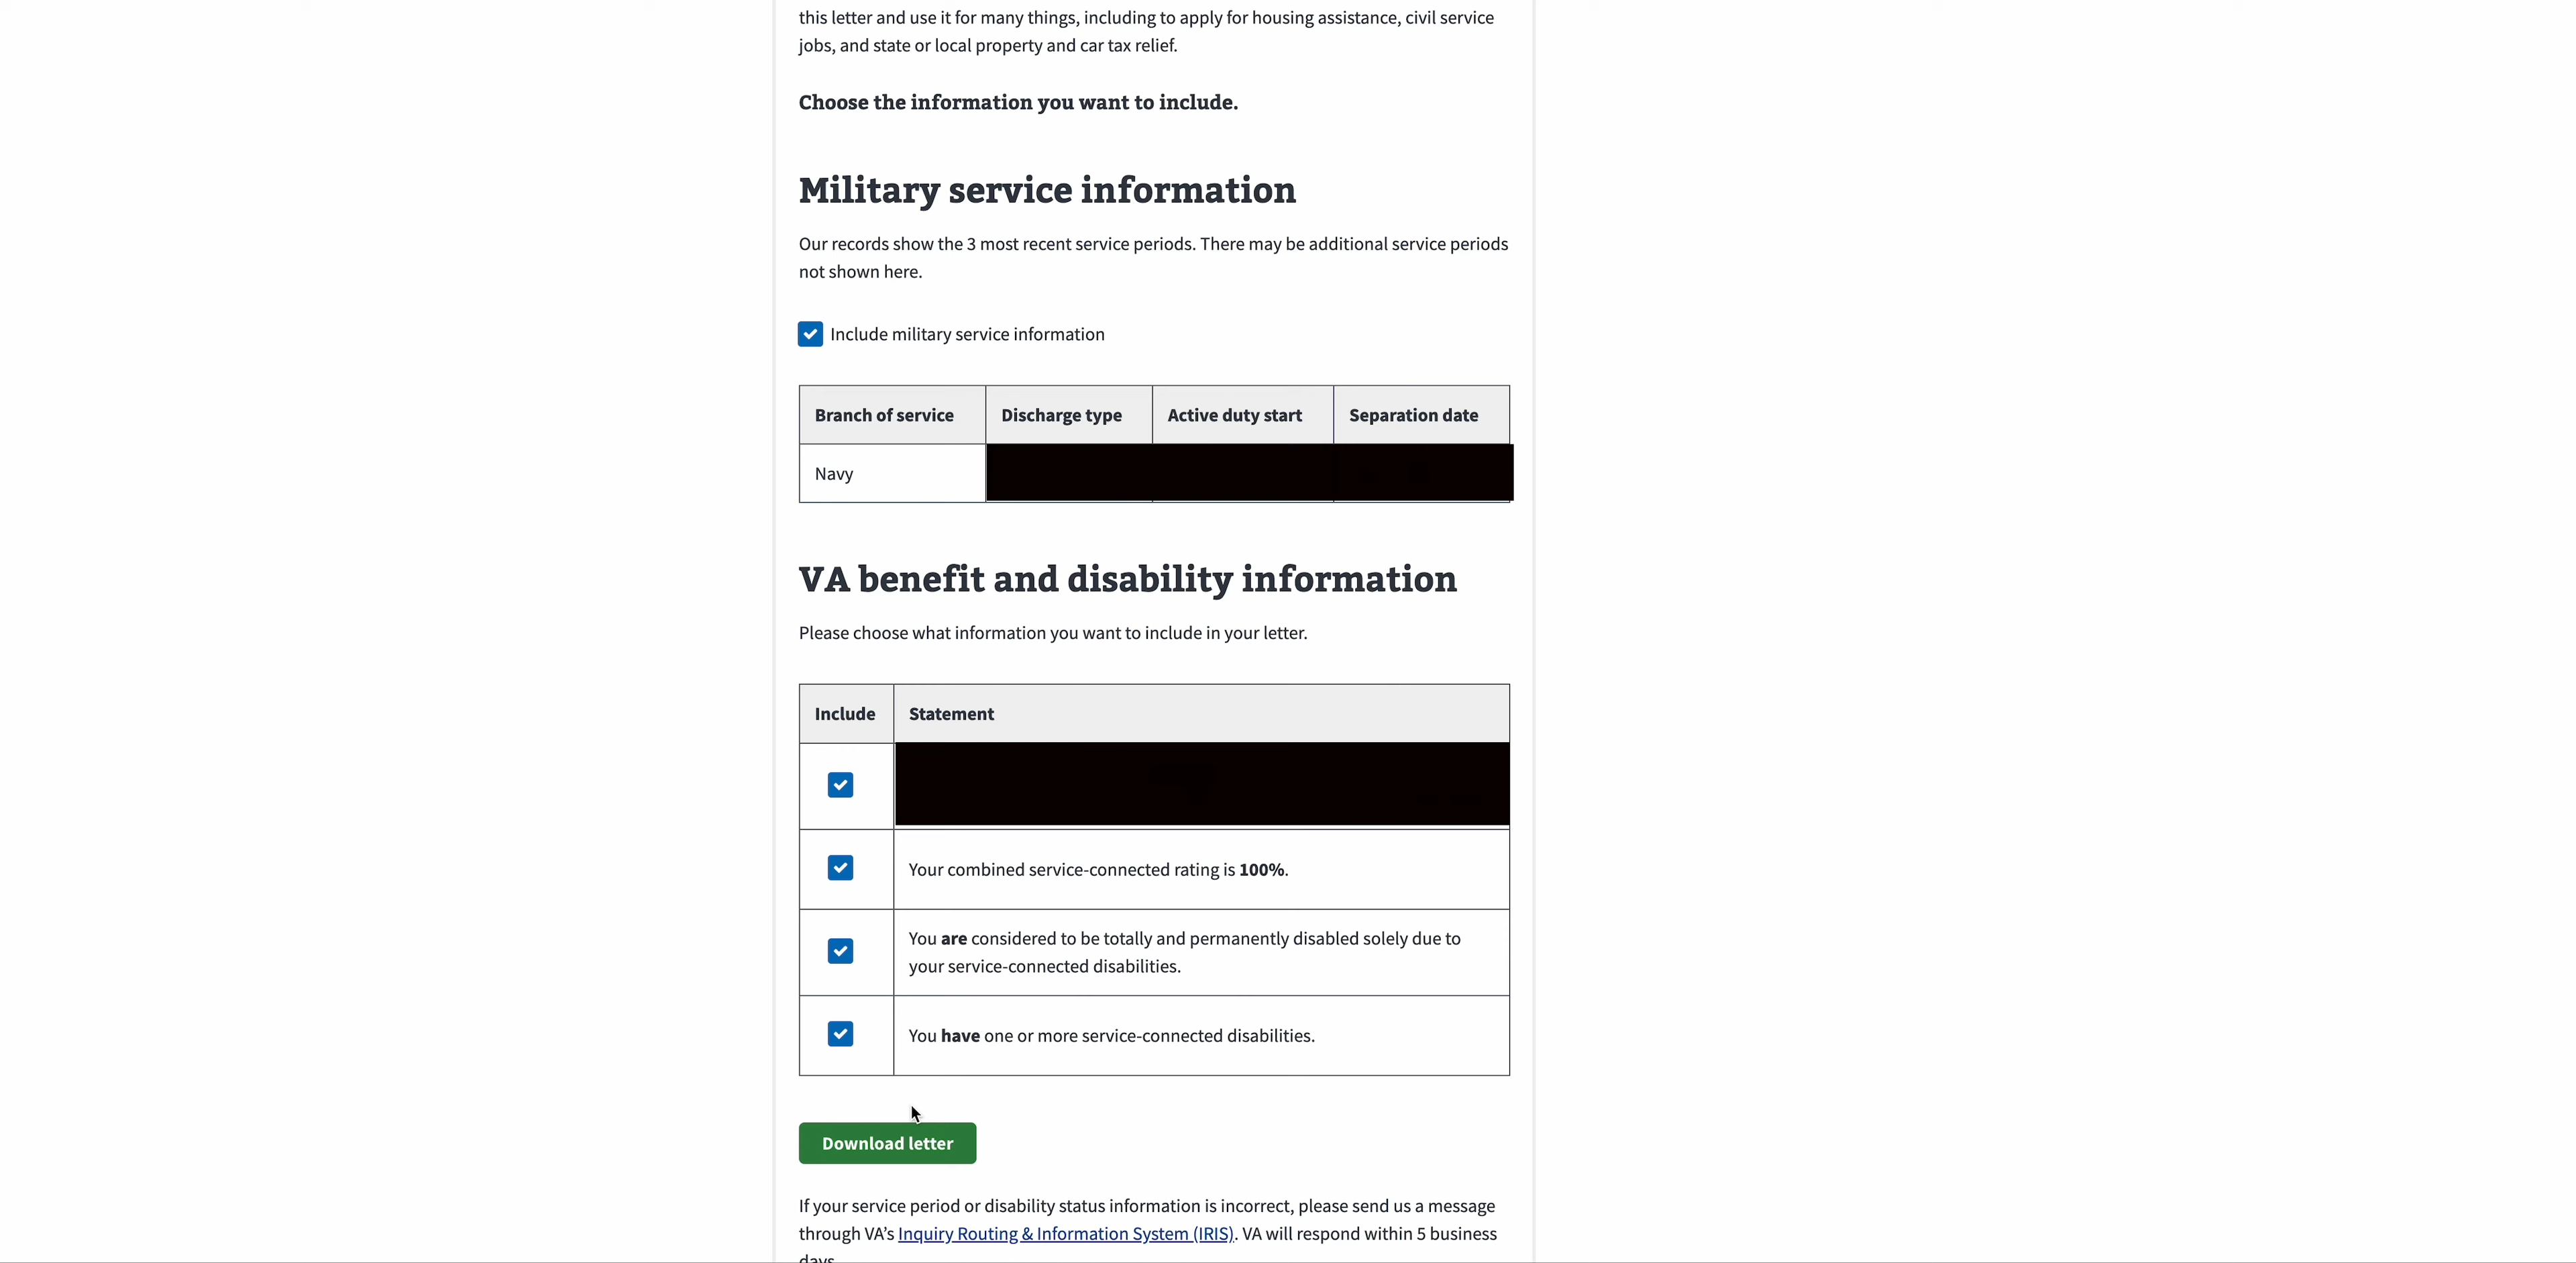 this letter and use it for many things, including to apply for housing assistance, civil service
jobs, and state or local property and car tax relief.
Choose the information you want to include.
Military service information
Our records show the 3 most recent service periods. There may be additional service periods
not shown here.
Include military service information
Branch of service Discharge type Active duty start Separation date
Navy
VA benefit and disability information
Please choose what information you want to include in your letter.
Include Statement
Your combined service-connected rating is 100%.
You are considered to be totally and permanently disabled solely due to
your service-connected disabilities.
You have one or more service-connected disabilities.
Download letter
If your service period or disability status information is incorrect, please send us a message
through VA’s Inquiry Routing & Information System (IRIS). VA will respond within 5 business
days.